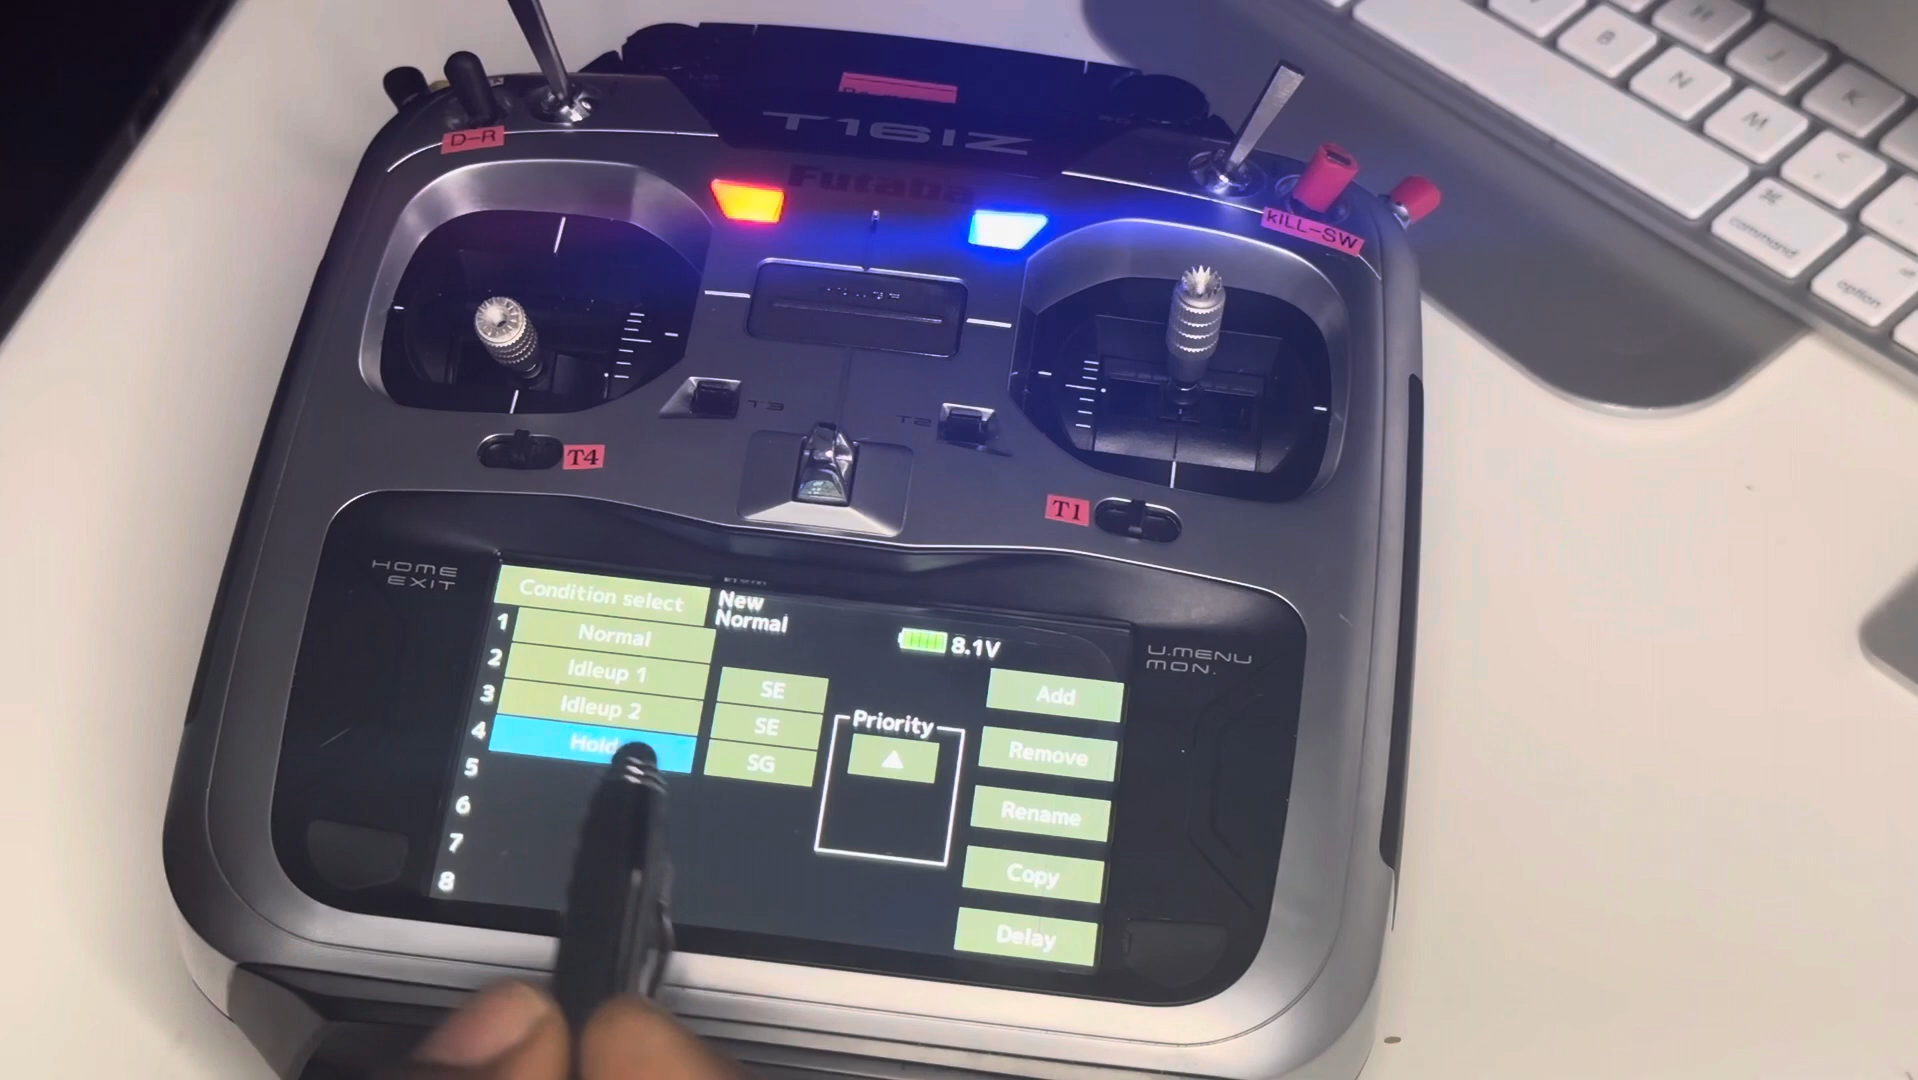 D-R
T16IZ
Futaba
kILL-SW
T3
T2
T4
T1
HOME
EXIT
U.MENU
MON.
Condition select
New
Normal
8.1V
1 Normal
2 Idleup 1 SE
3 Idleup 2 SE
4 Hold SG
5
6
7
8
Priority
▲
Add
Remove
Rename
Copy
Delay
B
N
M
H
J
K
<
⌘
command
option